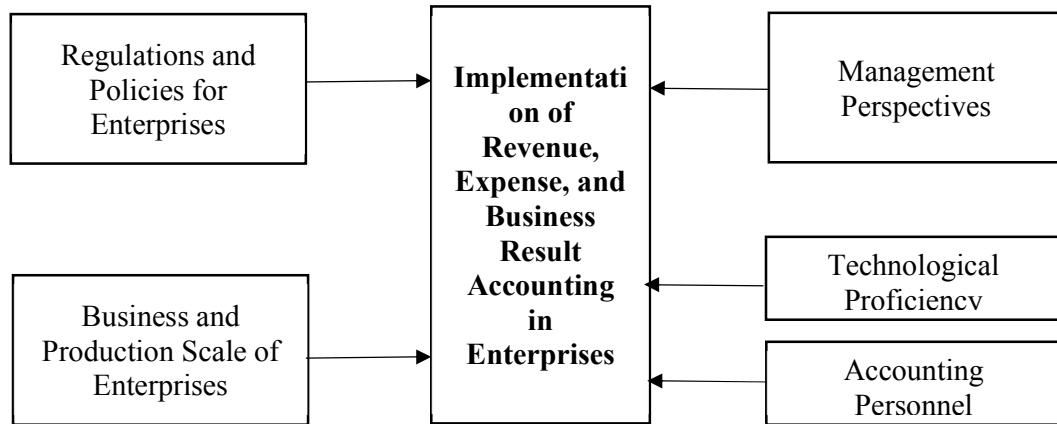 Regulations and
Policies for
Enterprises
Business and
Production Scale of
Enterprises
Implementati
on of
Revenue,
Expense, and
Business
Result
Accounting
in
Enterprises
Management
Perspectives
Technological
Proficiency
Accounting
Personnel